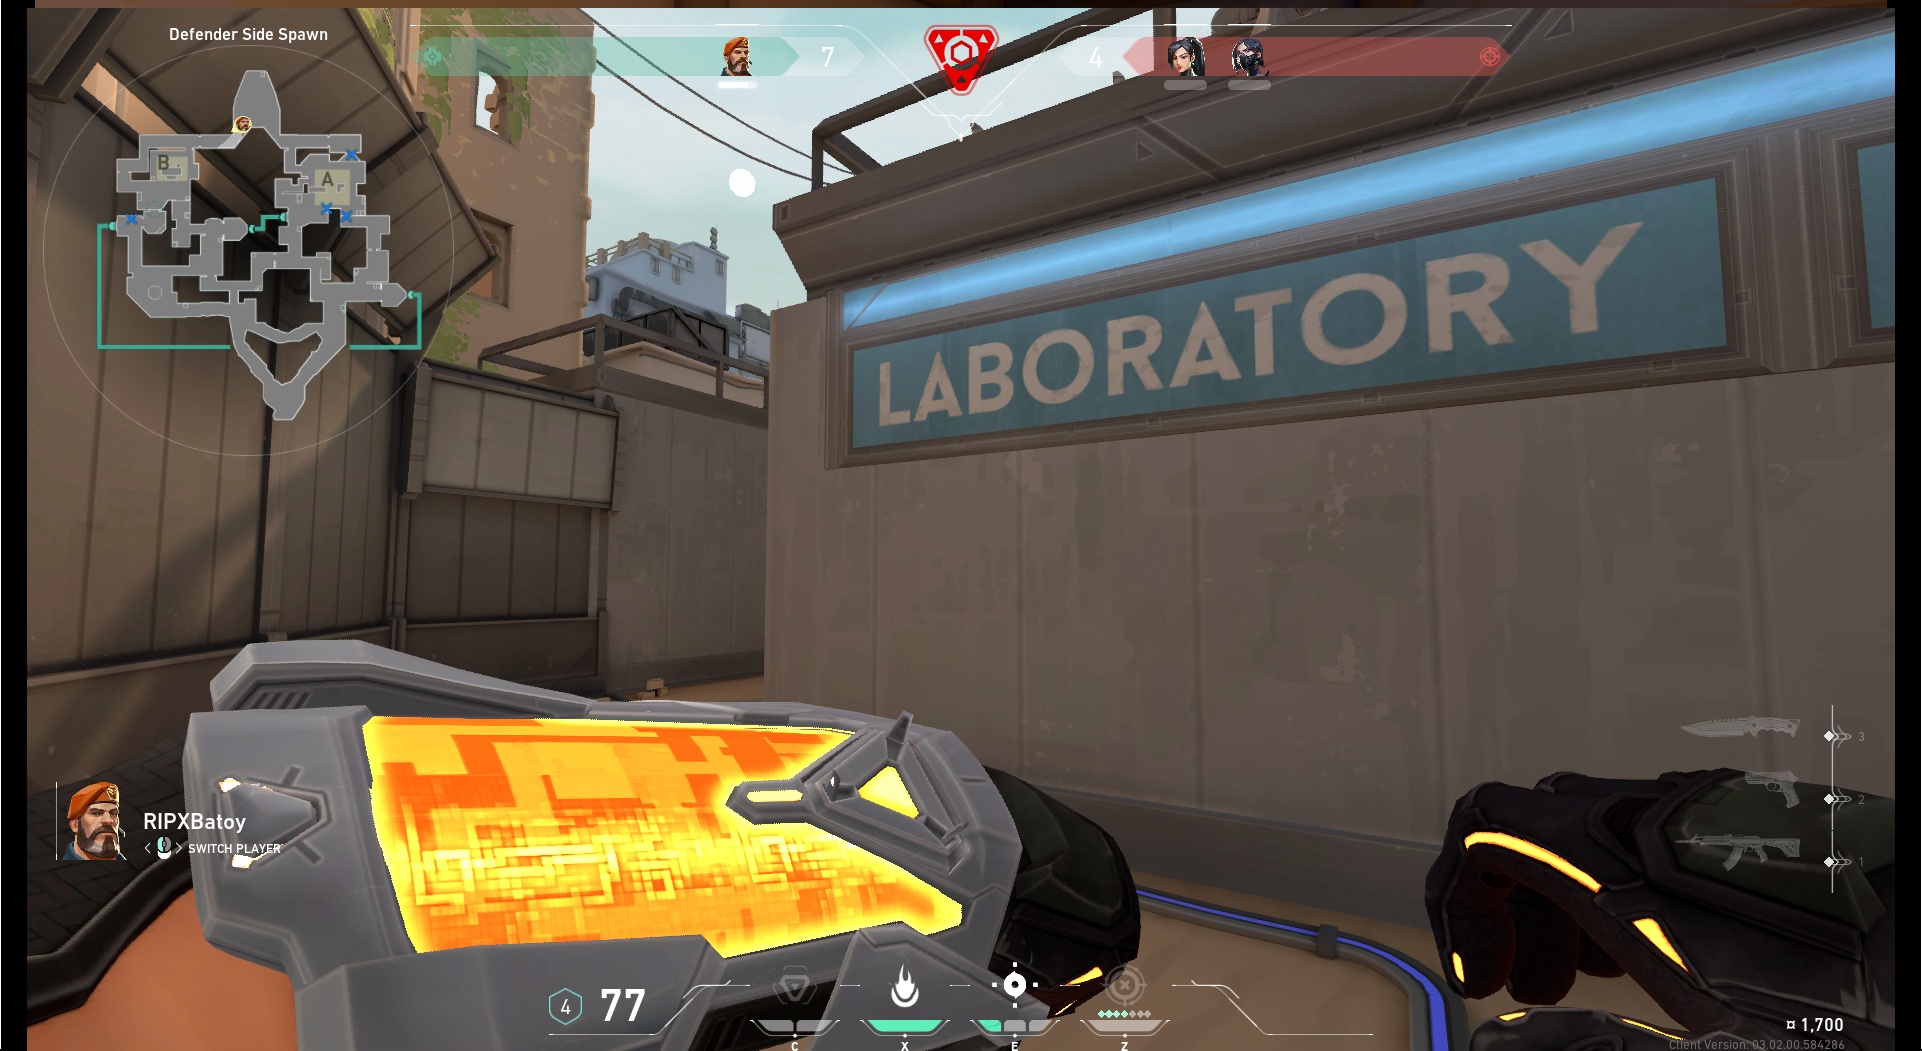 Defender Side Spawn
7
4
B
A
LABORATORY
3
2
RIPXBatoy
< > SWITCH PLAYER
1
4
77
C
X
E
Z
¤ 1,700
Client Version: 03.02.00.584286